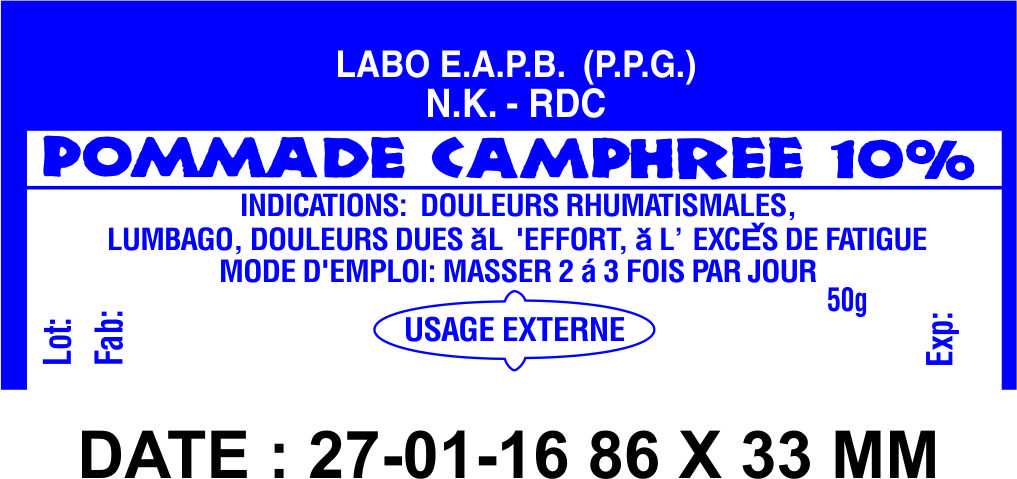 LABO E.A.P.B. (P.P.G.)
N.K. - RDC
POMMADE CAMPHREE 10%
INDICATIONS: DOULEURS RHUMATISMALES,
LUMBAGO, DOULEURS DUES ǎL 'EFFORT, ǎ L' EXCĚS DE FATIGUE
MODE D'EMPLOI: MASSER 2 á 3 FOIS PAR JOUR
50g
Lot:
Fab:
USAGE EXTERNE
Exp:
DATE : 27-01-16 86 X 33 MM